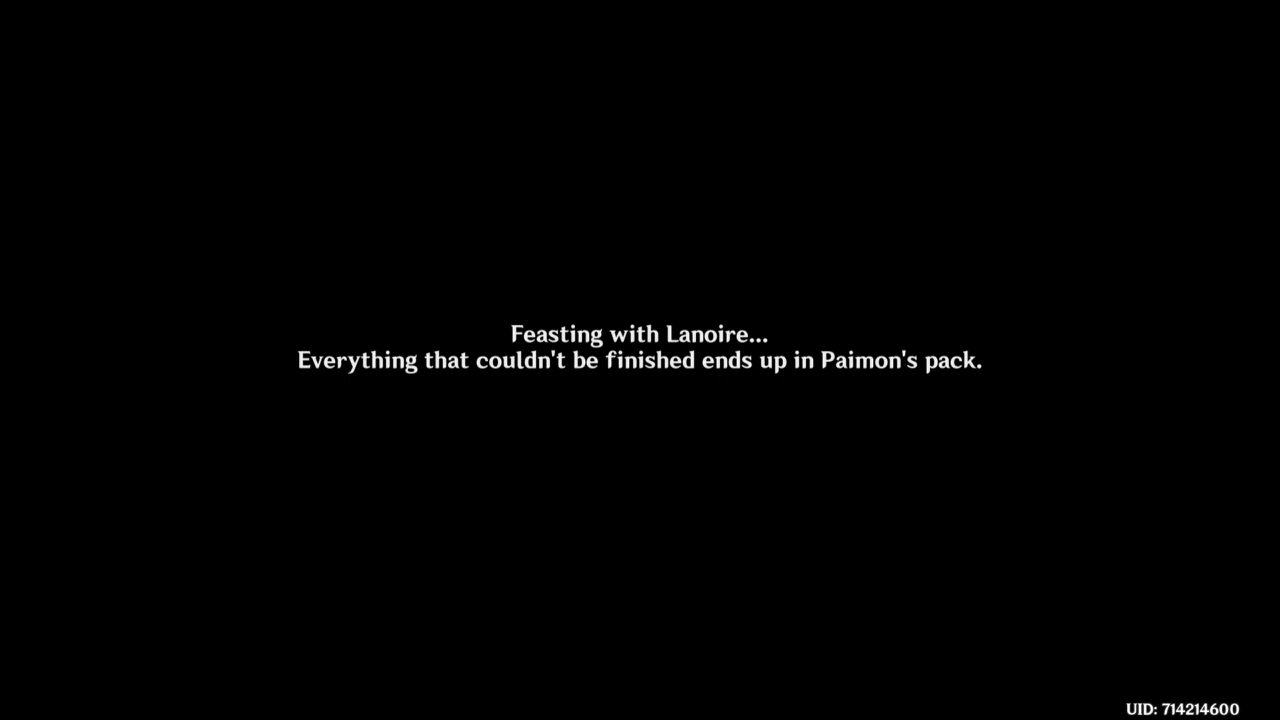 Feasting with Lanoire...
Everything that couldn't be finished ends up in Paimon's pack.
UID: 714214600